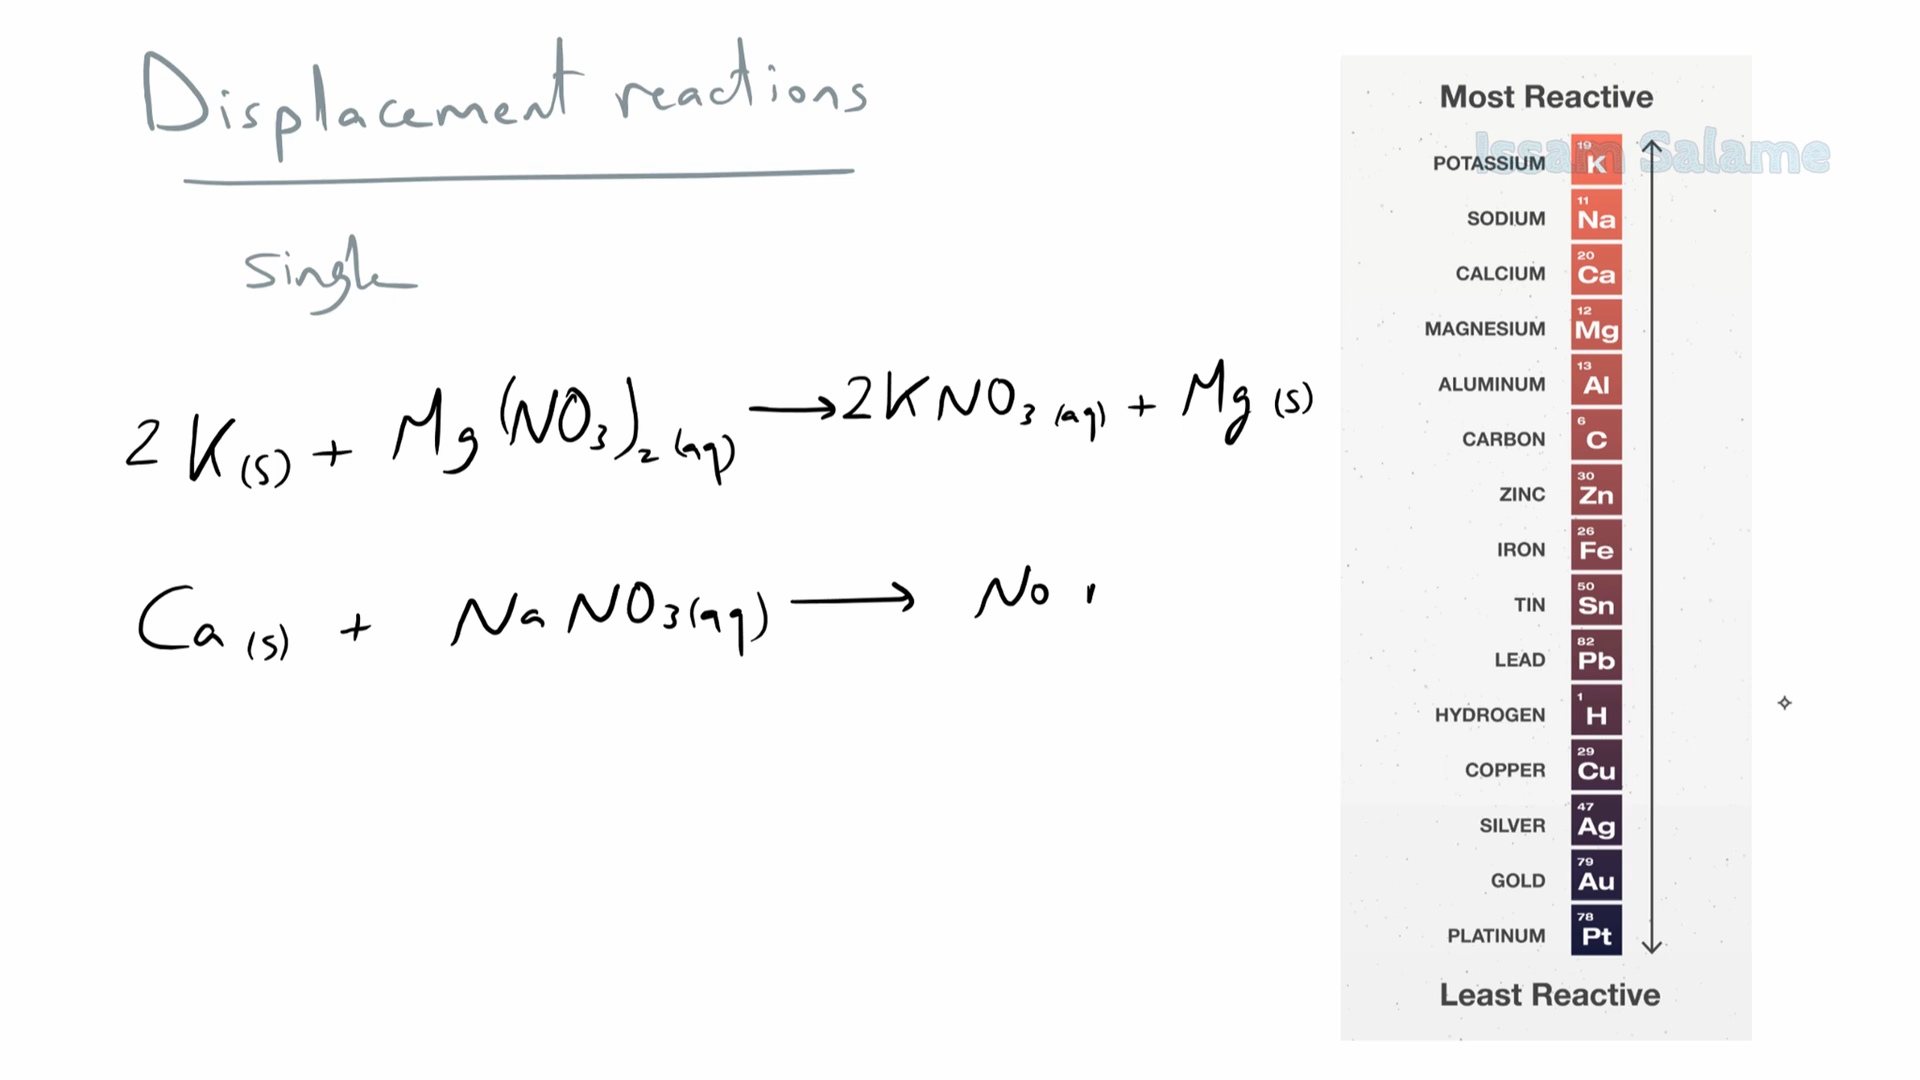 Displacement reactions
Single
2 K(s) + Mg(NO₃)₂(aq) → 2KNO₃(aq) + Mg(s)
Ca(s) + NaNO₃(aq) → No
Most Reactive
Issam Salame
POTASSIUM 19 K
SODIUM 11 Na
CALCIUM 20 Ca
MAGNESIUM 12 Mg
ALUMINUM 13 Al
CARBON 6 C
ZINC 30 Zn
IRON 26 Fe
TIN 50 Sn
LEAD 82 Pb
HYDROGEN 1 H
COPPER 29 Cu
SILVER 47 Ag
GOLD 79 Au
PLATINUM 78 Pt
Least Reactive